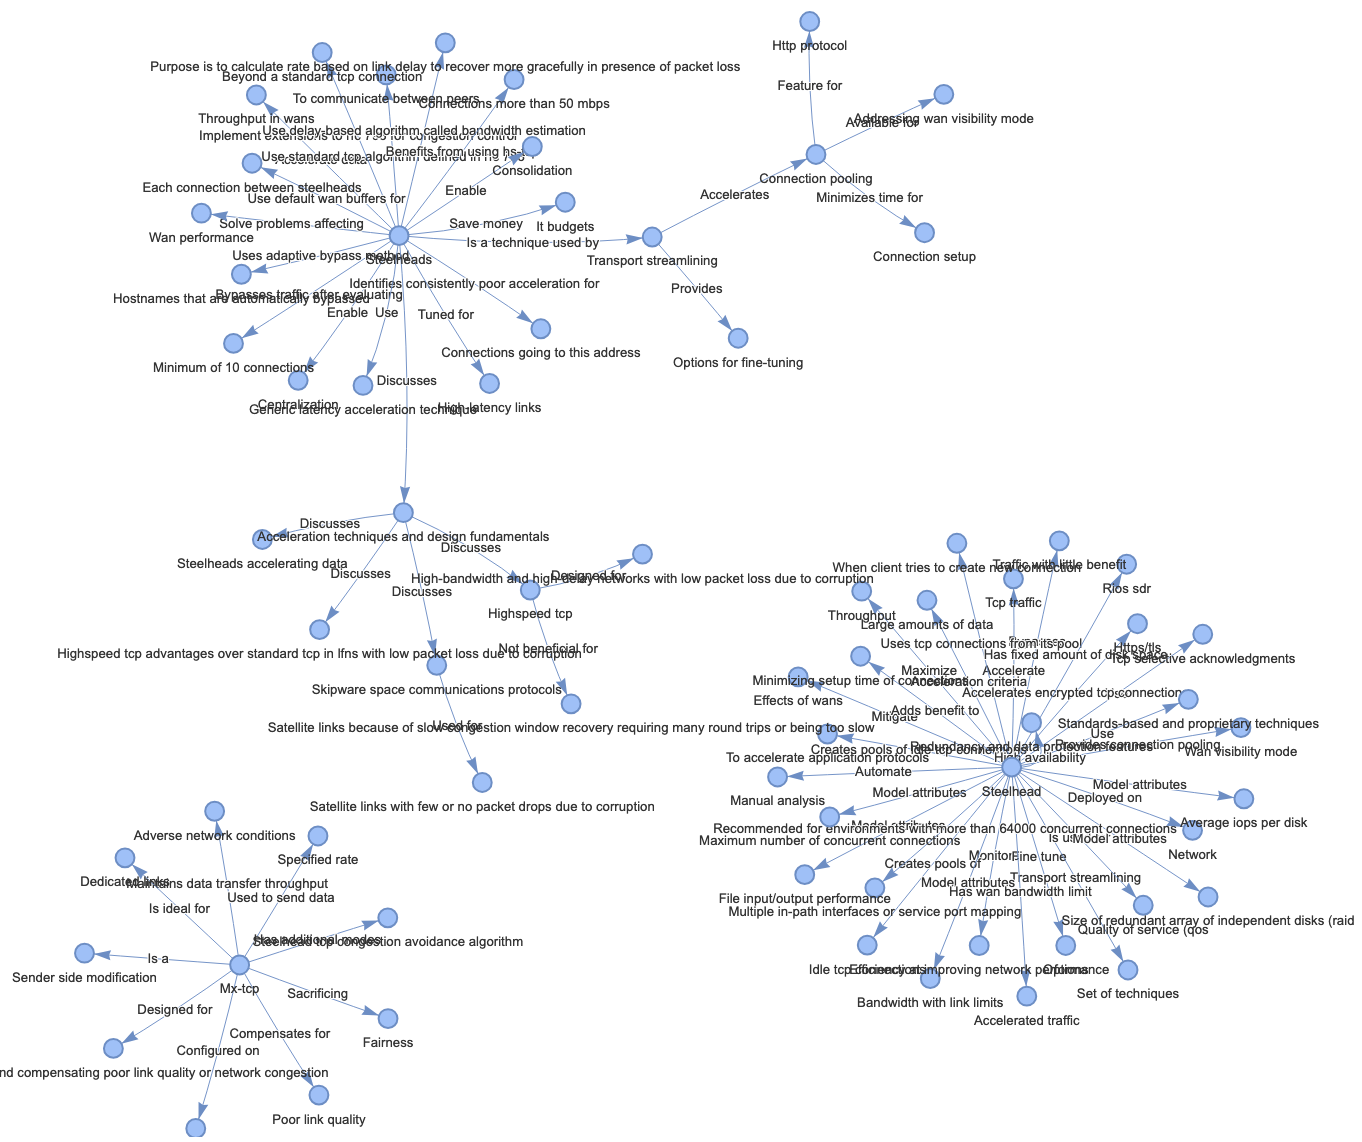 Http protocol
Purpose is to calculate rate based on link delay to recover more gracefully in presence of packet loss
Beyond a standard tcp connection
Feature for
To communicate between peers
Connections more than 50 mbps
Throughput in wans
Addressing wan visibility mode
Available for
Use delay-based algorithm called bandwidth estimation
Implement extensions to
for congestion control
Benefits from using
Use standard tcp algorithm defined in
Accelerate data
Consolidation
Connection pooling
Each connection between steelheads
Enable
Accelerates
Minimizes time for
Use default wan buffers for
Solve problems affecting
Save money
It budgets
Wan performance
Is a technique used by
Uses adaptive bypass method
Steelheads
Transport streamlining
Connection setup
Identifies consistently poor acceleration for
Provides
Bypasses traffic after evaluating
Hostnames that are automatically bypassed
Enable
Use
Tuned for
Connections going to this address
Options for fine-tuning
Minimum of 10 connections
Discusses
Centralization
Generic latency acceleration technique
High-latency links
Discusses
Acceleration techniques and design fundamentals
Discusses
Steelheads accelerating data
Discusses
High-bandwidth and high-delay networks with low packet loss due to corruption
Designed for
Discusses
Highspeed tcp
Not beneficial for
Highspeed tcp advantages over standard tcp in lfns with low packet loss due to corruption
Skipware space communications protocols
Used for
Satellite links because of slow congestion window recovery requiring many round trips or being too slow
Satellite links with few or no packet drops due to corruption
When client tries to create new connection
Traffic with little benefit
Rios sdr
Tcp traffic
Throughput
Large amounts of data
Uses tcp connections from its pool
Https/tls
Has fixed amount of disk space
Tcp selective acknowledgments
Maximize
Accelerate
Minimizing setup time of connections
Acceleration criteria
Accelerates encrypted tcp connection
Effects of wans
Adds benefit to
Mitigate
Standards-based and proprietary techniques
Use
Redundancy and data protection features
Provides connection pooling
Creates pools of idle tcp connections
Wan visibility mode
To accelerate application protocols
High availability
Automate
Manual analysis
Model attributes
Steelhead
Model attributes
Deployed on
Average iops per disk
Model attributes
Recommended for environments with more than 64000 concurrent connections
Maximum number of concurrent connections
Model attributes
Network
Monitor
Fine tune
Creates pools of
Transport streamlining
Model attributes
Has wan bandwidth limit
File input/output performance
Multiple in-path interfaces or service port mapping
Size of redundant array of independent disks (raid
Quality of service (qos
Idle tcp connections
Efficiency at improving network performance
Options
Set of techniques
Bandwidth with link limits
Accelerated traffic
Adverse network conditions
Specified rate
Dedicated links
Maintains data transfer throughput
Used to send data
Is ideal for
Has additional modes
Steelhead tcp congestion avoidance algorithm
Is a
Sender side modification
Mx-tcp
Sacrificing
Designed for
Compensates for
Fairness
Configured on
nd compensating poor link quality or network congestion
Poor link quality